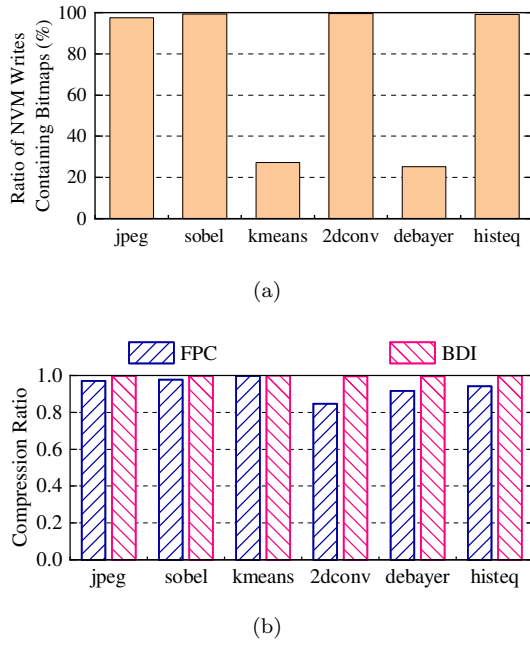 Ratio of NVM Writes
Containing Bitmaps (%)
100
80
60
40
20
0
jpeg sobel kmeans 2dconv debayer histeq
(a)
FPC BDI
Compression Ratio
1.0
0.8
0.6
0.4
0.2
0.0
jpeg sobel kmeans 2dconv debayer histeq
(b)